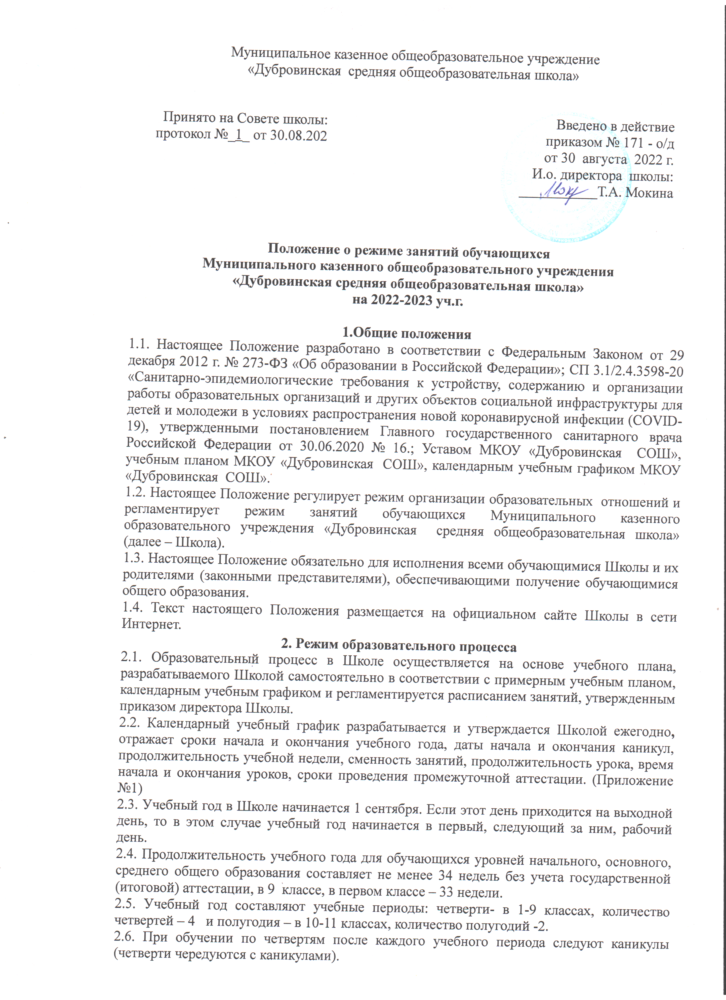 Муниципальное казенное общеобразовательное учреждение
«Дубровинская средняя общеобразовательная школа»
Принято на Совете школы:
протокол №_1_ от 30.08.202
Введено в действие
приказом № 171 - о/д
от 30 августа 2022 г.
И.о. директора школы:
___________Т.А. Мокина
Положение о режиме занятий обучающихся
Муниципального казенного общеобразовательного учреждения
«Дубровинская средняя общеобразовательная школа»
на 2022-2023 уч.г.
1.Общие положения
1.1. Настоящее Положение разработано в соответствии с Федеральным Законом от 29
декабря 2012 г. № 273-ФЗ «Об образовании в Российской Федерации»; СП 3.1/2.4.3598-20
«Санитарно-эпидемиологические требования к устройству, содержанию и организации
работы образовательных организаций и других объектов социальной инфраструктуры для
детей и молодежи в условиях распространения новой коронавирусной инфекции (COVID-
19), утвержденными постановлением Главного государственного санитарного врача
Российской Федерации от 30.06.2020 № 16.; Уставом МКОУ «Дубровинская СОШ»,
учебным планом МКОУ «Дубровинская СОШ», календарным учебным графиком МКОУ
«Дубровинская СОШ».
1.2. Настоящее Положение регулирует режим организации образовательных отношений и
регламентирует режим занятий обучающихся Муниципального казенного
образовательного учреждения «Дубровинская средняя общеобразовательная школа»
(далее – Школа).
1.3. Настоящее Положение обязательно для исполнения всеми обучающимися Школы и их
родителями (законными представителями), обеспечивающими получение обучающимися
общего образования.
1.4. Текст настоящего Положения размещается на официальном сайте Школы в сети
Интернет.
2. Режим образовательного процесса
2.1. Образовательный процесс в Школе осуществляется на основе учебного плана,
разрабатываемого Школой самостоятельно в соответствии с примерным учебным планом,
календарным учебным графиком и регламентируется расписанием занятий, утвержденным
приказом директора Школы.
2.2. Календарный учебный график разрабатывается и утверждается Школой ежегодно,
отражает сроки начала и окончания учебного года, даты начала и окончания каникул,
продолжительность учебной недели, сменность занятий, продолжительность урока, время
начала и окончания уроков, сроки проведения промежуточной аттестации. (Приложение
№1)
2.3. Учебный год в Школе начинается 1 сентября. Если этот день приходится на выходной
день, то в этом случае учебный год начинается в первый, следующий за ним, рабочий
день.
2.4. Продолжительность учебного года для обучающихся уровней начального, основного,
среднего общего образования составляет не менее 34 недель без учета государственной
(итоговой) аттестации, в 9 классе, в первом классе – 33 недели.
2.5. Учебный год составляют учебные периоды: четверти- в 1-9 классах, количество
четвертей – 4 и полугодия – в 10-11 классах, количество полугодий -2.
2.6. При обучении по четвертям после каждого учебного периода следуют каникулы
(четверти чередуются с каникулами).